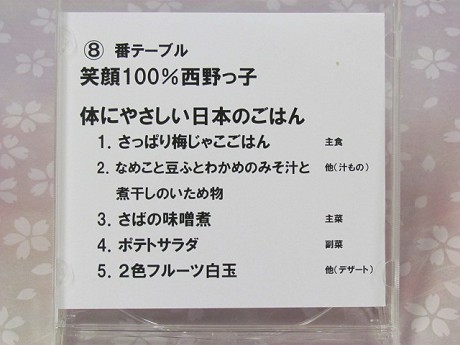 ⑧ 番テーブル
笑顔100％西野っ子
体にやさしい日本のごはん
1. さっぱり梅じゃこごはん 主食
2. なめこと豆ふとわかめのみそ汁と 他(汁もの)
煮干しのいため物
3. さばの味噌煮 主菜
4. ポテトサラダ 副菜
5. 2色フルーツ白玉 他(デザート)